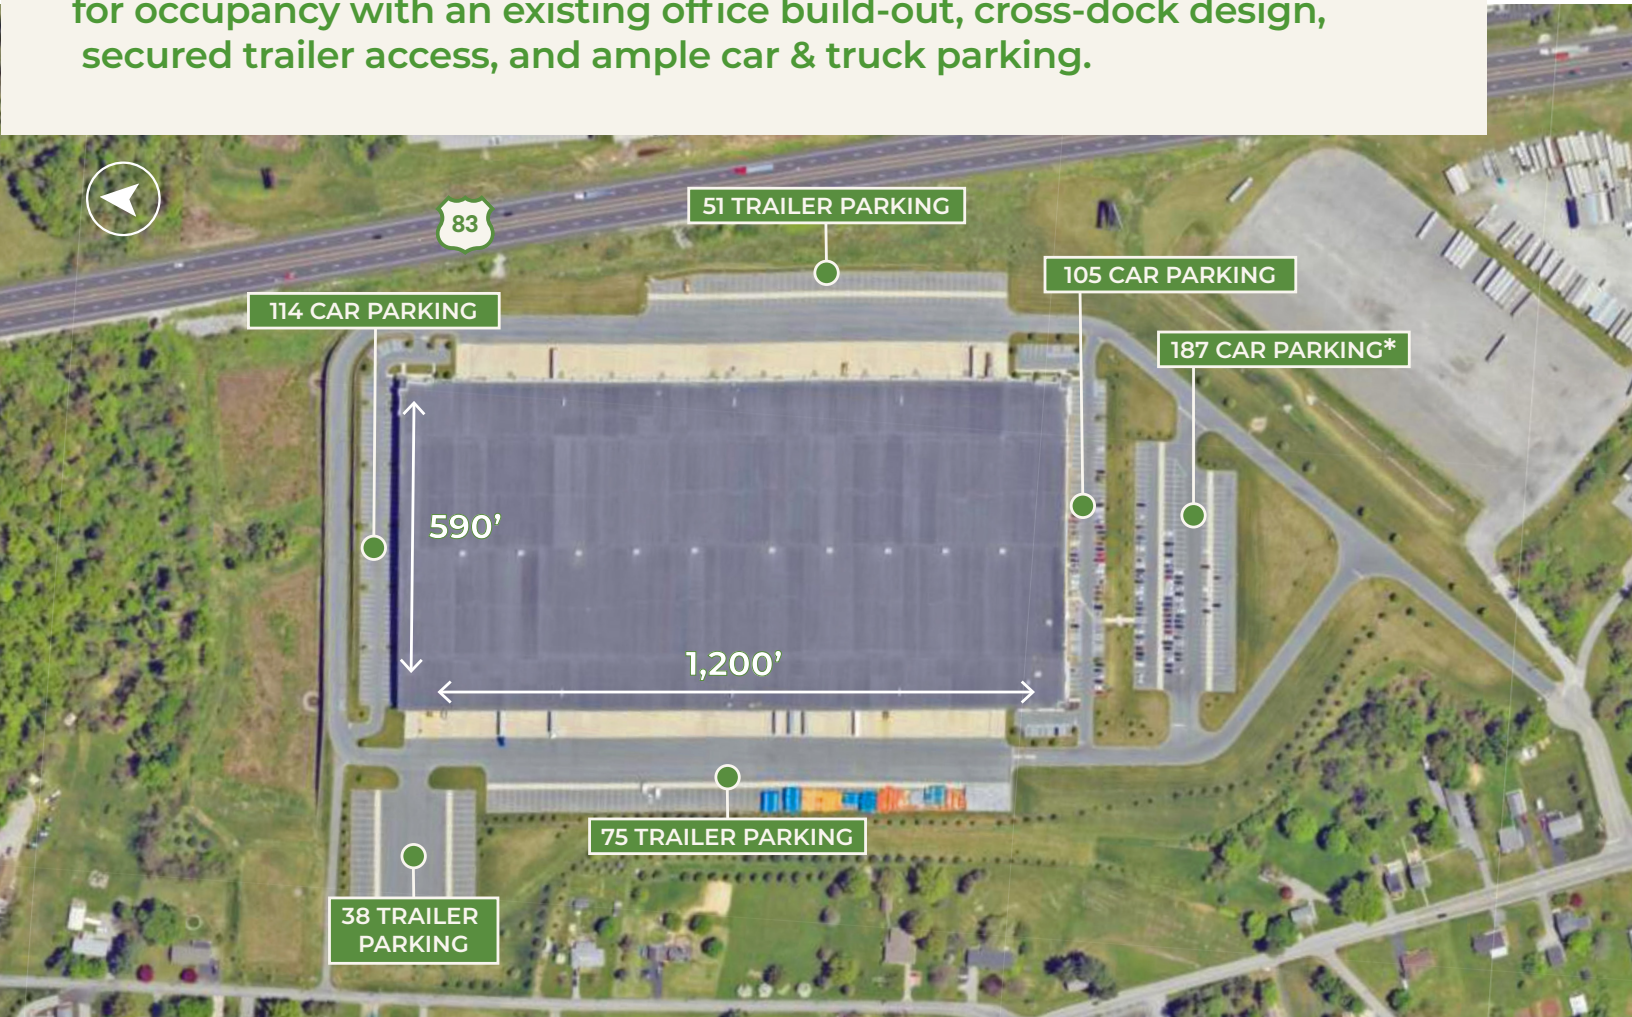 for occupancy with an existing office build-out, cross-dock design,
secured trailer access, and ample car & truck parking.
83
51 TRAILER PARKING
105 CAR PARKING
114 CAR PARKING
187 CAR PARKING*
590’
1,200’
75 TRAILER PARKING
38 TRAILER
PARKING